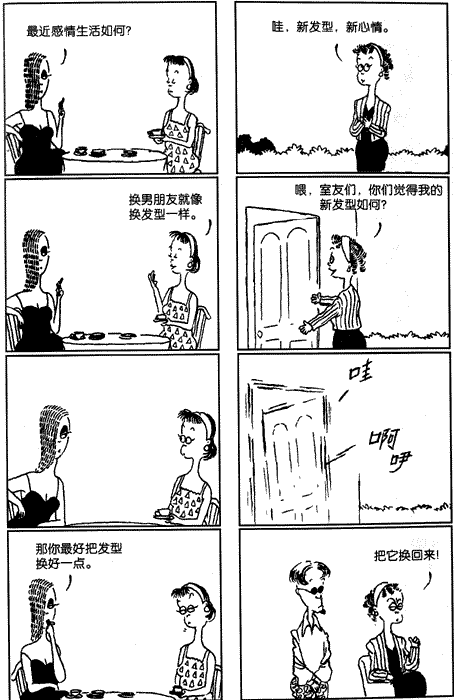 最近感情生活如何?
换男朋友就像
换发型一样。
那你最好把发型
换好一点。
哇，新发型，新心情。
喂，室友们，你们觉得我的
新发型如何?
哇
啊
咿
把它换回来!